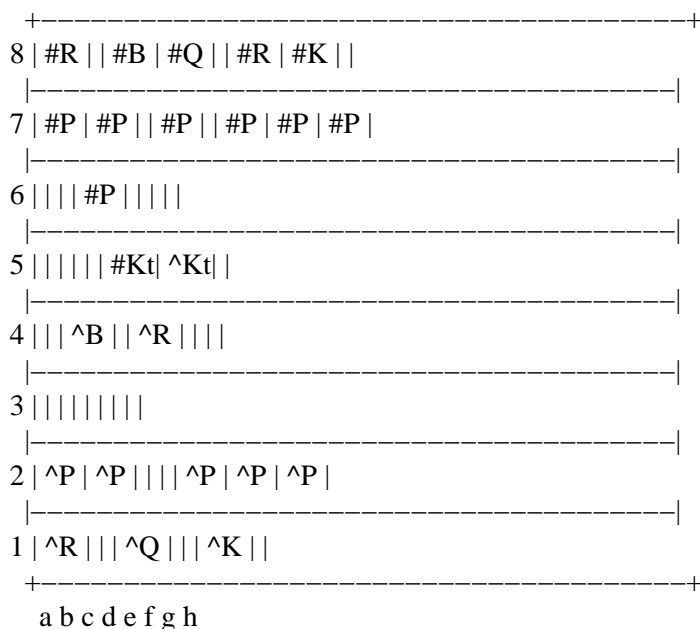 +---------------------------------------+
8 | #R | | #B | #Q | | #R | #K | |
|---------------------------------------|
7 | #P | #P | | #P | | #P | #P | #P |
|---------------------------------------|
6 | | | | #P | | | | |
|---------------------------------------|
5 | | | | | | #Kt| ^Kt| |
|---------------------------------------|
4 | | | ^B | | ^R | | | |
|---------------------------------------|
3 | | | | | | | | |
|---------------------------------------|
2 | ^P | ^P | | | | ^P | ^P | ^P |
|---------------------------------------|
1 | ^R | | | ^Q | | | ^K | |
+---------------------------------------+
a b c d e f g h